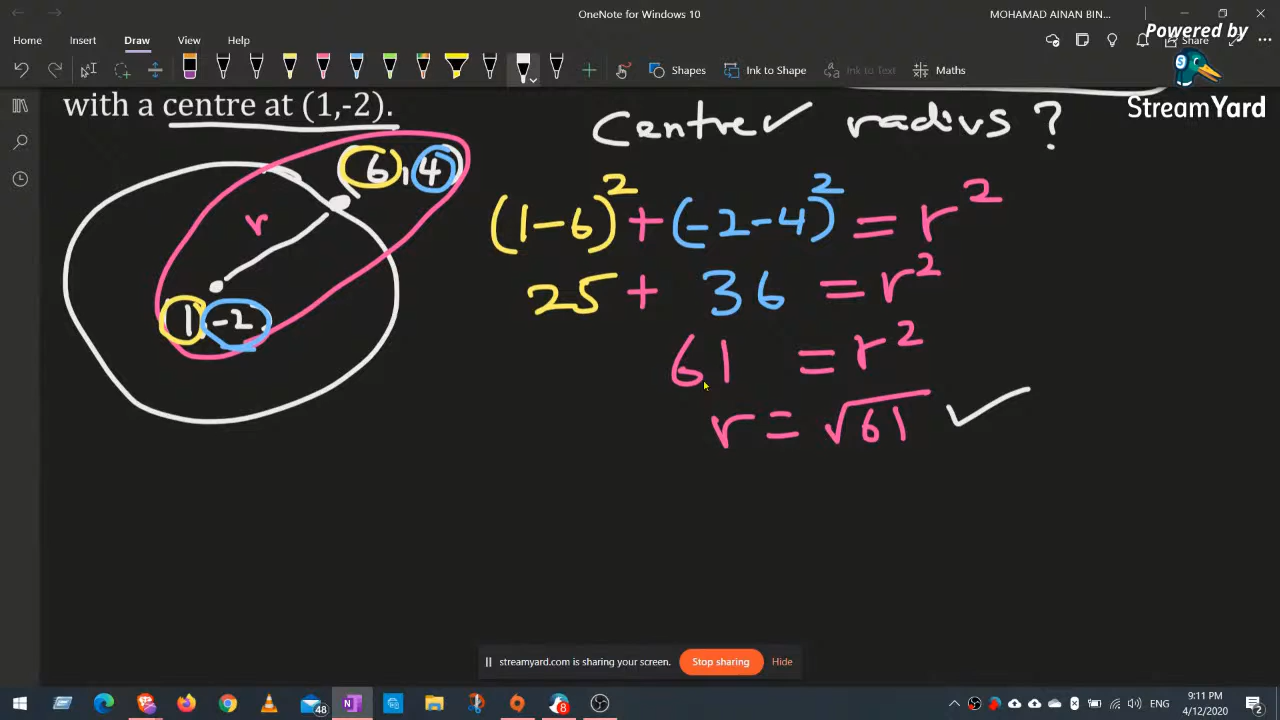 OneNote for Windows 10
MOHAMAD AINAN BIN...
Powered by
StreamYard
Home Insert Draw View Help
Share
Shapes Ink to Shape Ink to Text Maths
with a centre at (1,-2).
Centre✓ radius ?
6, 4
r
1 -2
(1-6)² + (-2-4)² = r²
25 + 36 = r²
61 = r²
r = √61 ✓
streamyard.com is sharing your screen. Stop sharing Hide
48
8
ENG
9:11 PM
4/12/2020